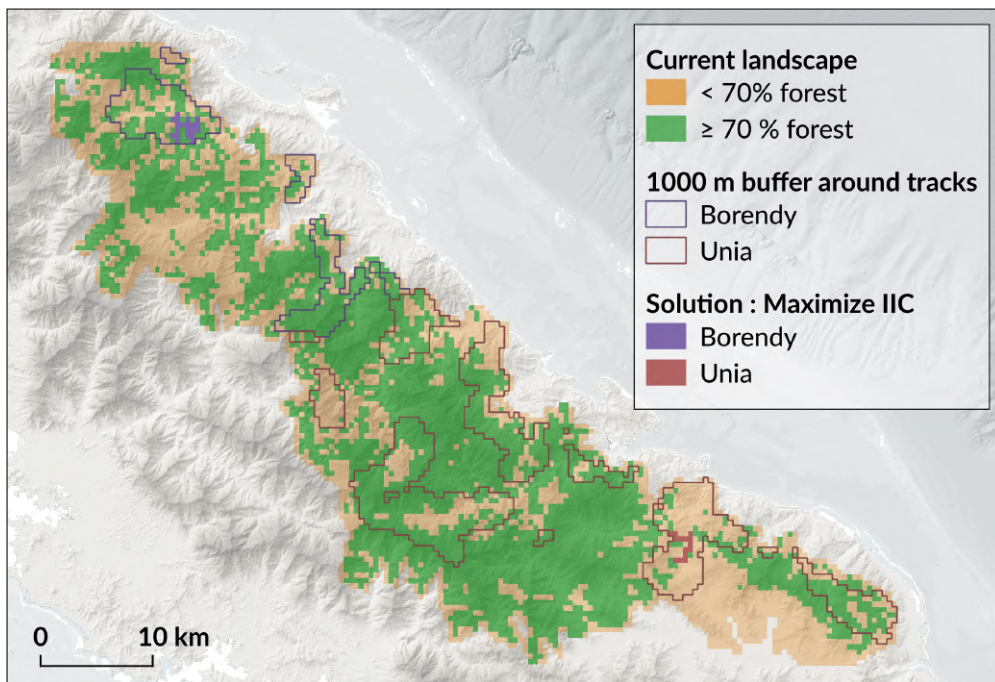 Current landscape
< 70% forest
≥ 70 % forest
1000 m buffer around tracks
Borendy
Unia
Solution : Maximize IIC
Borendy
Unia
0 10 km